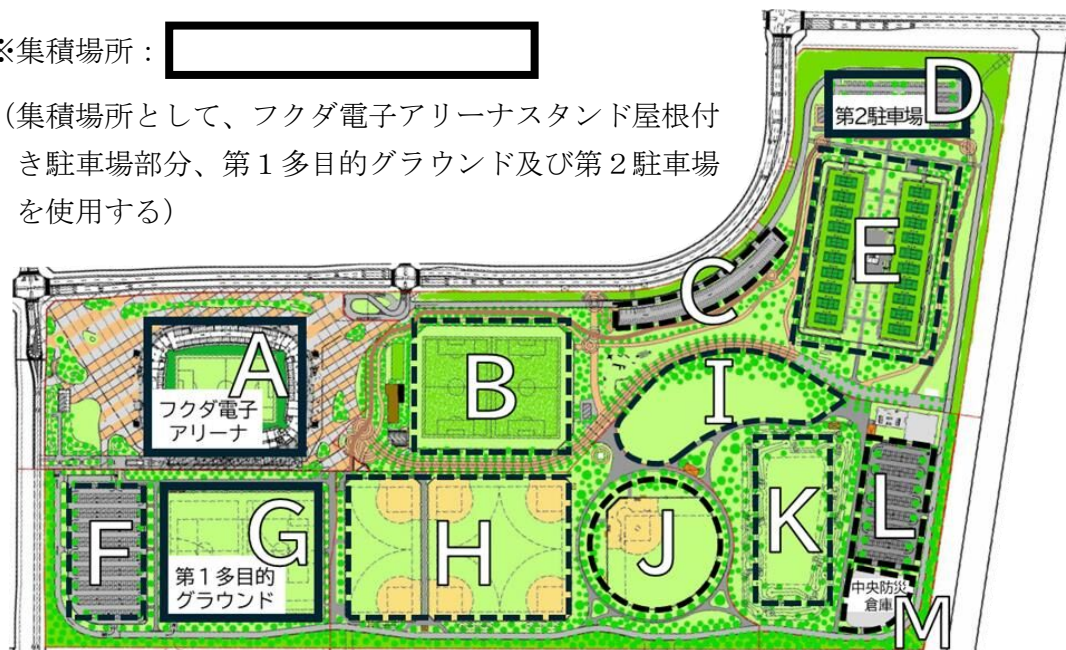 ※集積場所：
（集積場所として、フクダ電子アリーナスタンド屋根付
き駐車場部分、第１多目的グラウンド及び第２駐車場
を使用する）
D
第2駐車場
E
C
A
フクダ電子
アリーナ
B
I
F
G
第１多目的
グラウンド
H
J
K
L
中央防災
倉庫
M